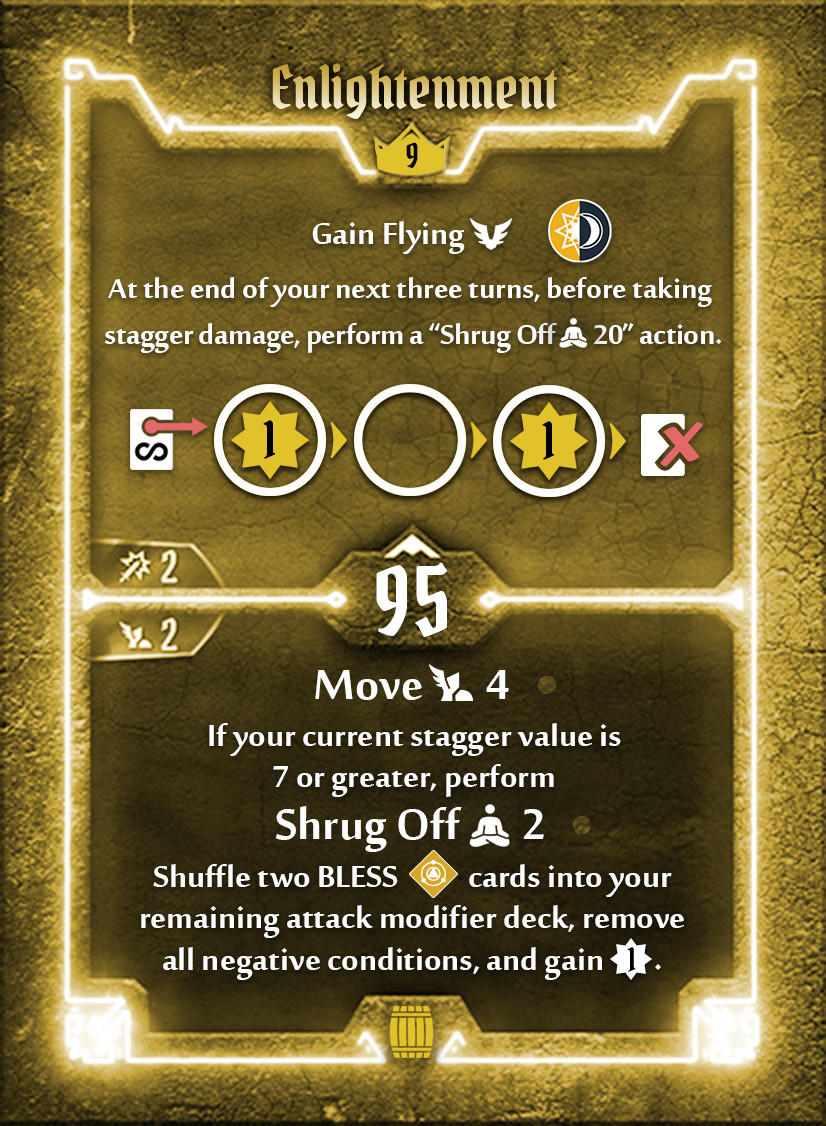 Enlightenment
9
Gain Flying
At the end of your next three turns, before taking
stagger damage, perform a “Shrug Off 20” action.
S 1 1
2
95
2
Move 4
If your current stagger value is
7 or greater, perform
Shrug Off 2
Shuffle two BLESS cards into your
remaining attack modifier deck, remove
all negative conditions, and gain 1.